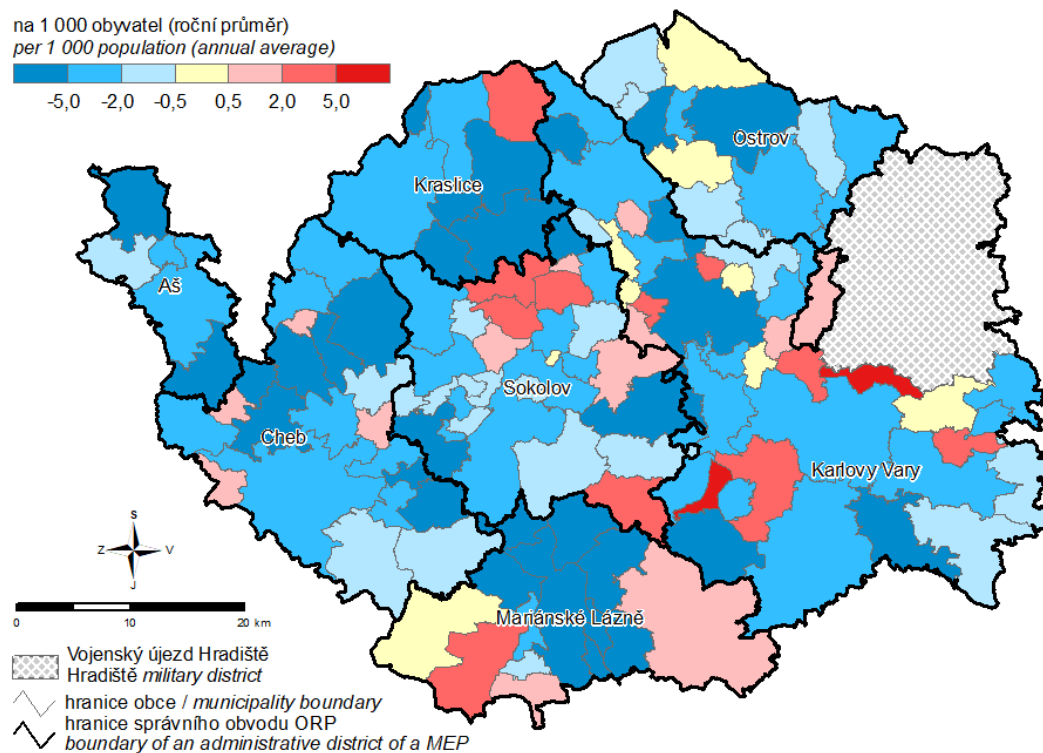 na 1 000 obyvatel (roční průměr)
per 1 000 population (annual average)
-5,0 -2,0 -0,5 0,5 2,0 5,0
Ostrov
Kraslice
Aš
Sokolov
Cheb
Karlovy Vary
Mariánské Lázně
S
Z V
J
0 10 20 km
Vojenský újezd Hradiště
Hradiště military district
hranice obce / municipality boundary
hranice správního obvodu ORP
boundary of an administrative district of a MEP